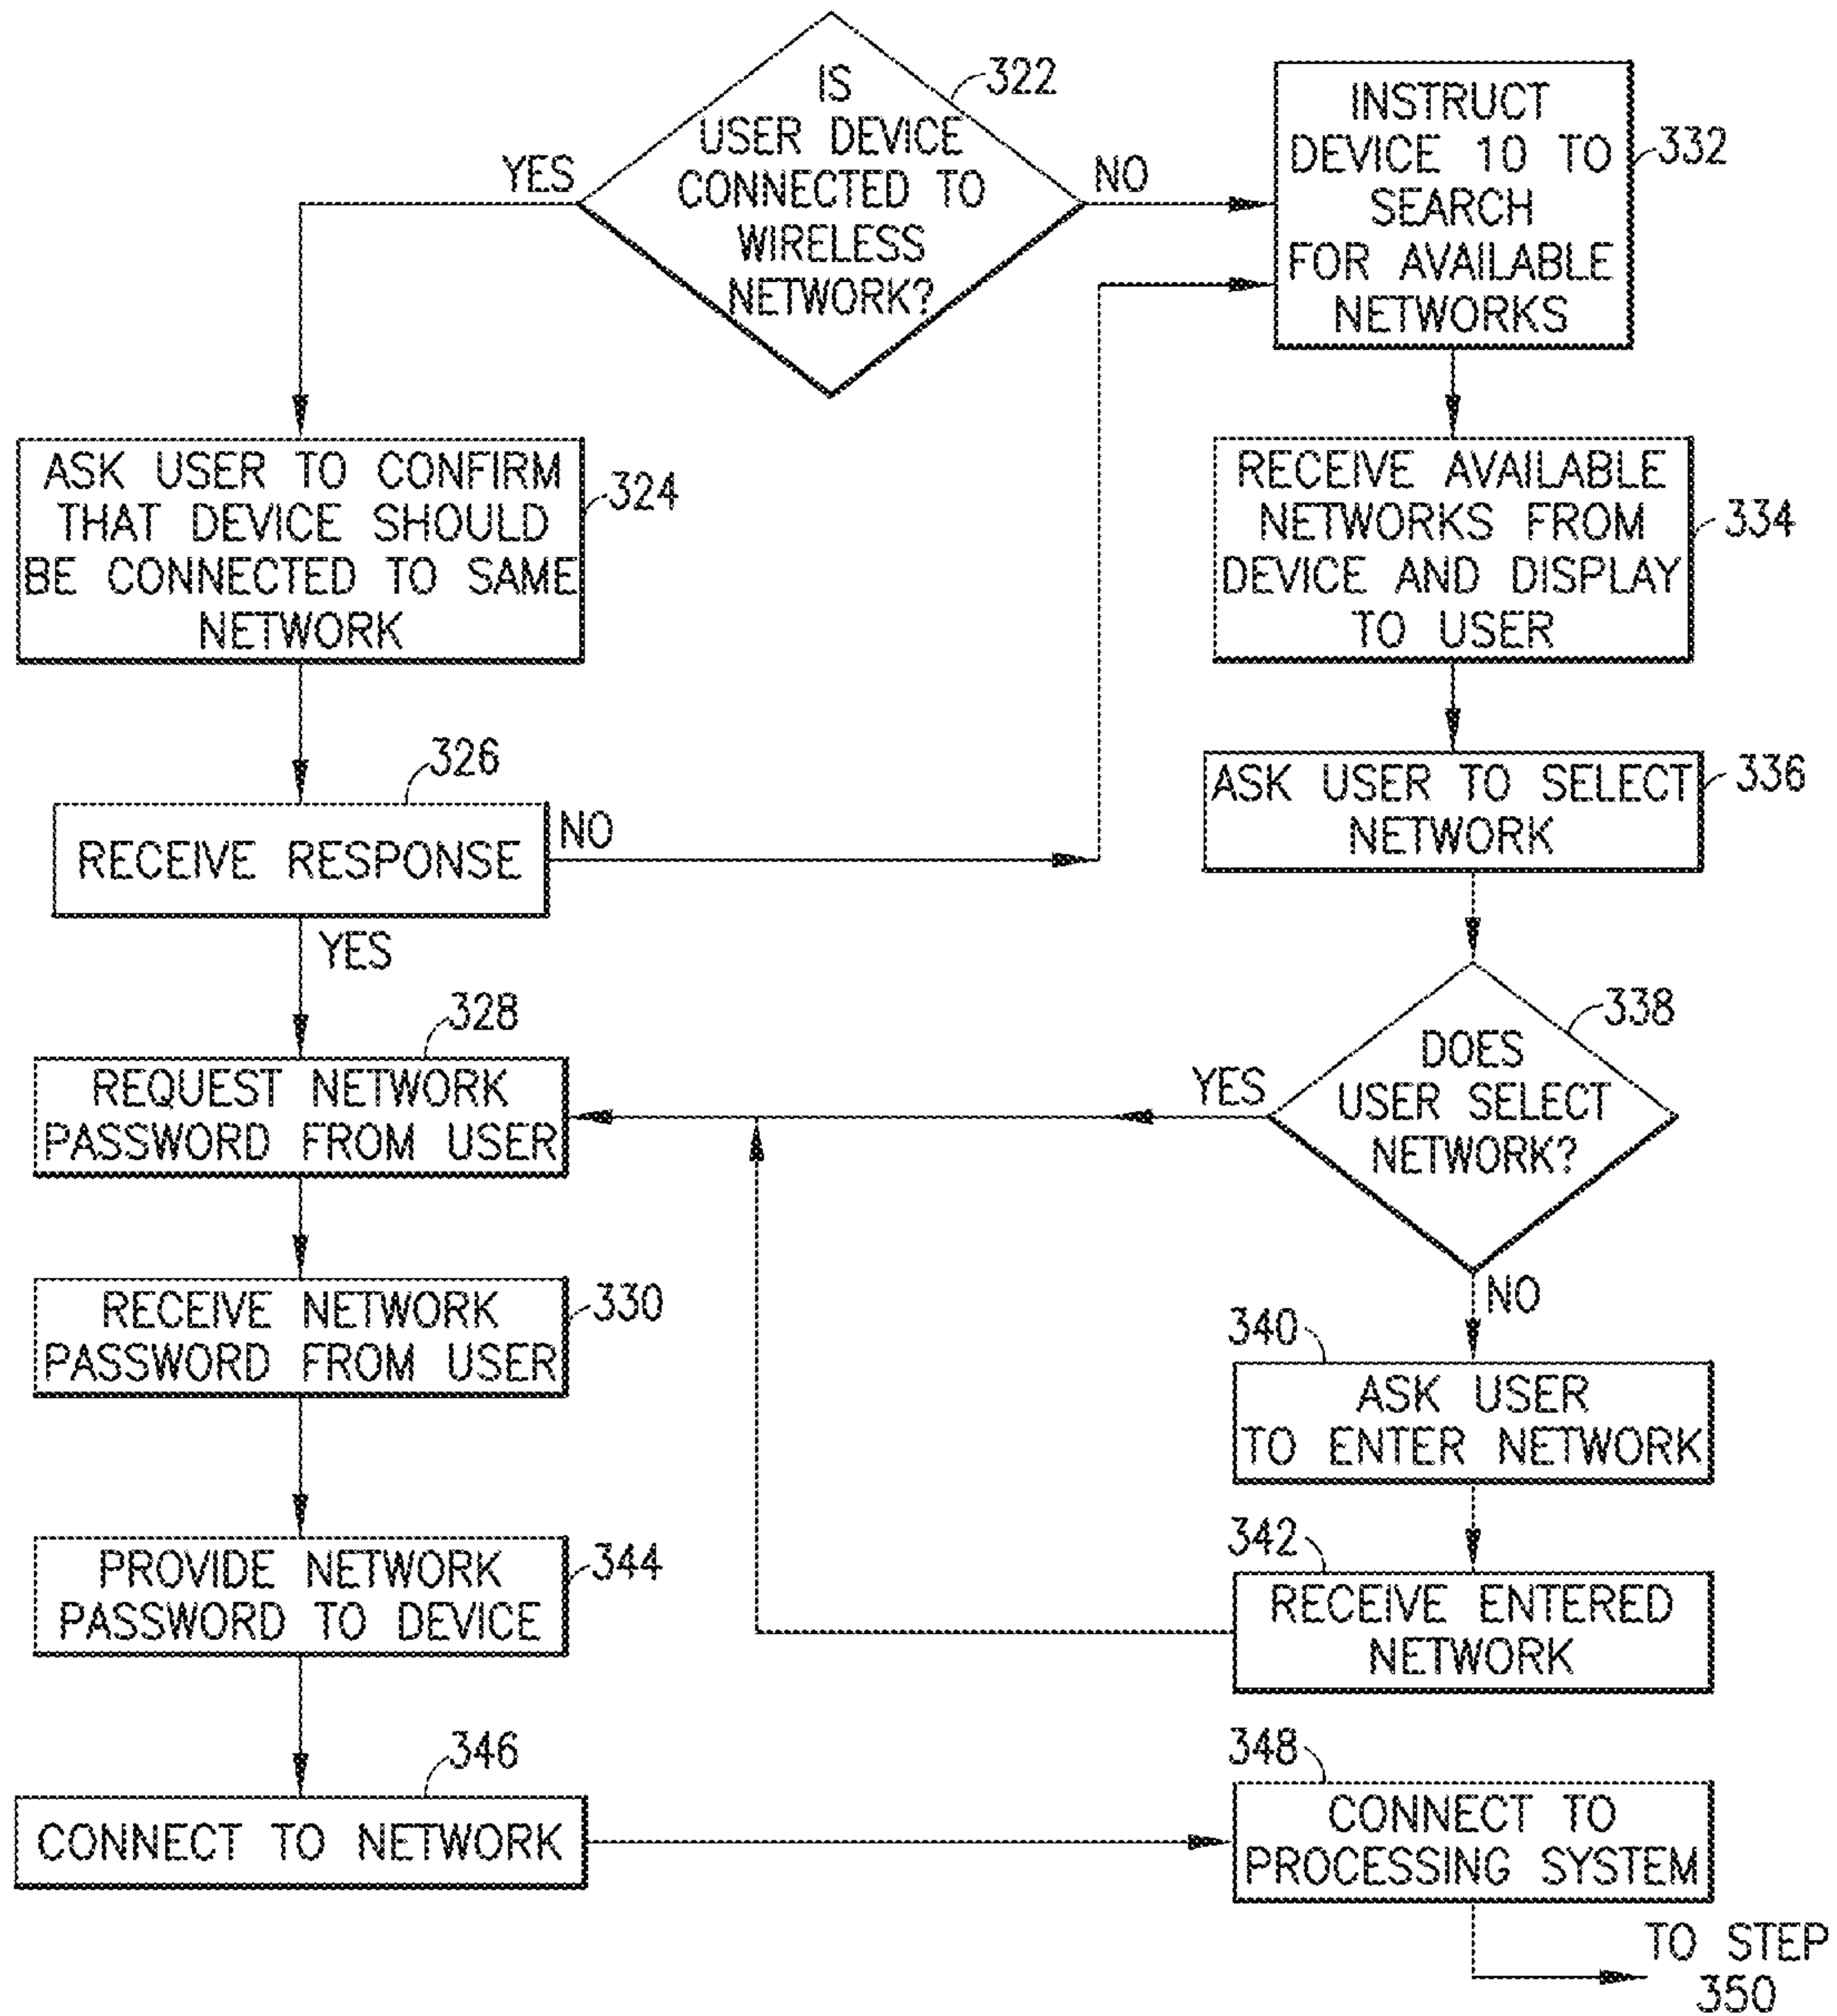 IS
USER DEVICE
CONNECTED TO
WIRELESS
NETWORK?
322
YES
NO
INSTRUCT
DEVICE 10 TO
SEARCH
FOR AVAILABLE
NETWORKS
332
ASK USER TO CONFIRM
THAT DEVICE SHOULD
BE CONNECTED TO SAME
NETWORK
324
RECEIVE AVAILABLE
NETWORKS FROM
DEVICE AND DISPLAY
TO USER
334
326
RECEIVE RESPONSE
NO
YES
ASK USER TO SELECT
NETWORK
336
328
REQUEST NETWORK
PASSWORD FROM USER
DOES
USER SELECT
NETWORK?
338
YES
NO
RECEIVE NETWORK
PASSWORD FROM USER
330
340
ASK USER
TO ENTER NETWORK
PROVIDE NETWORK
PASSWORD TO DEVICE
344
342
RECEIVE ENTERED
NETWORK
346
CONNECT TO NETWORK
348
CONNECT TO
PROCESSING SYSTEM
TO STEP
350